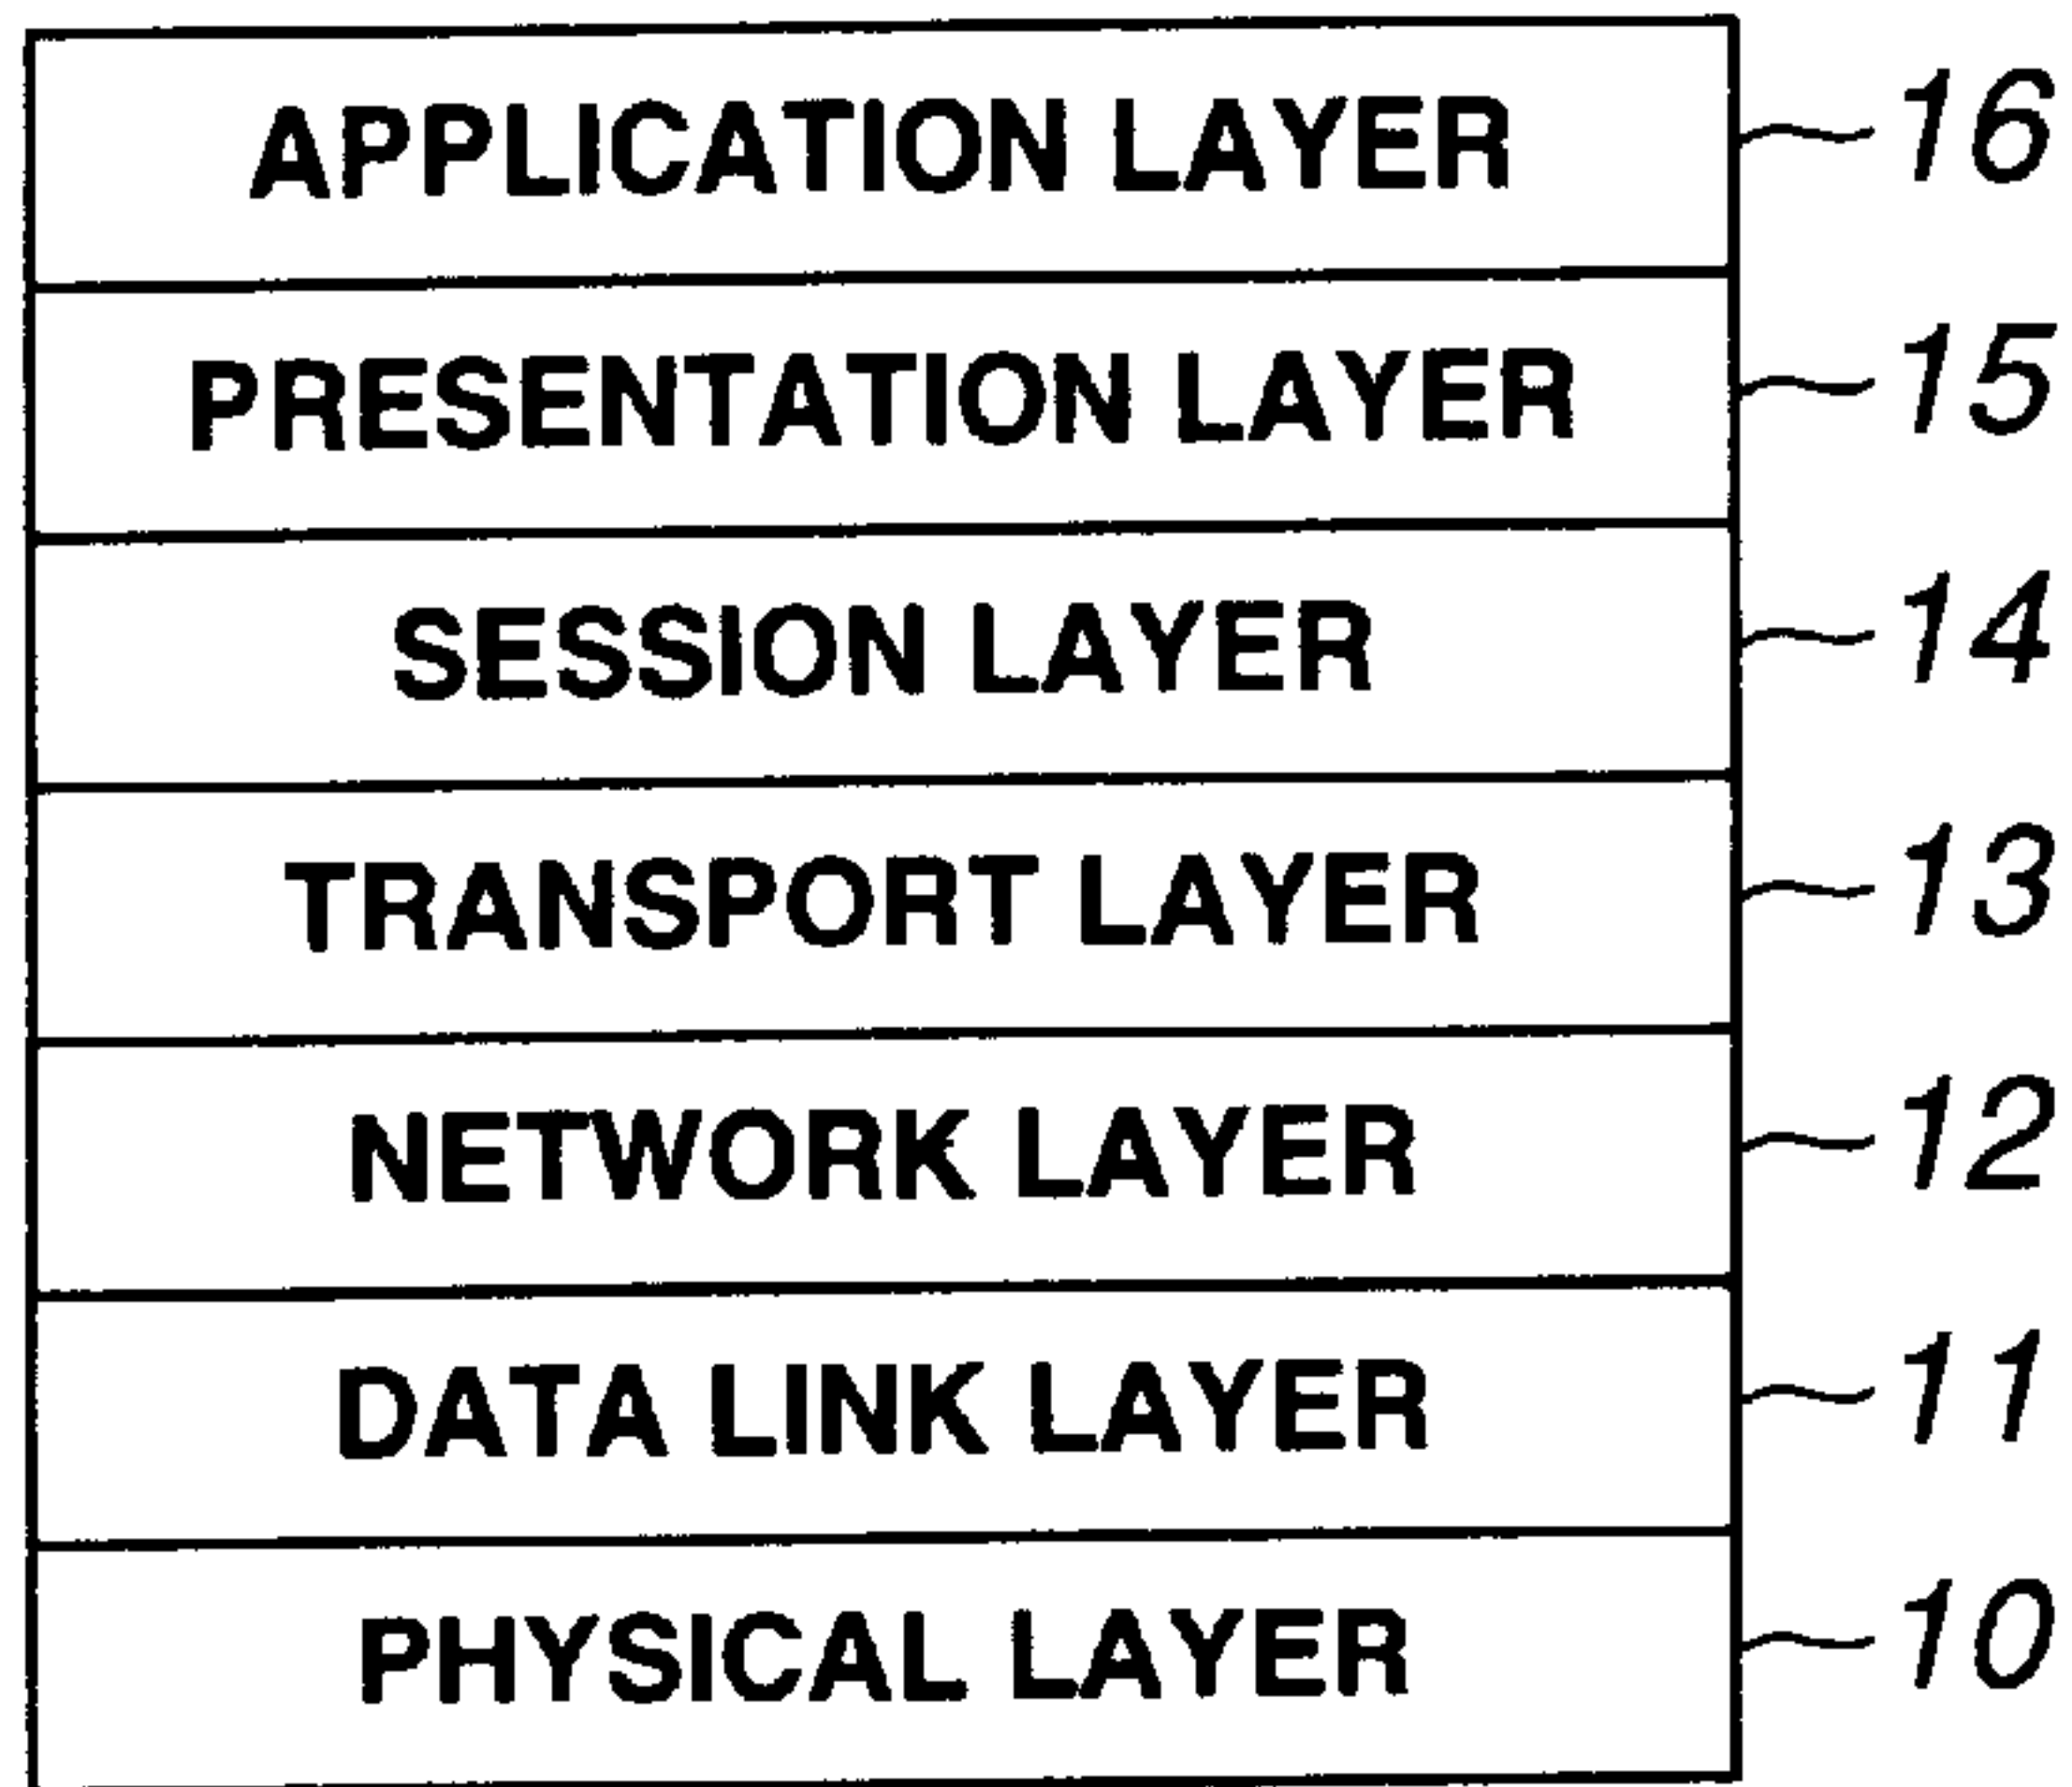 APPLICATION LAYER 16
PRESENTATION LAYER 15
SESSION LAYER 14
TRANSPORT LAYER 13
NETWORK LAYER 12
DATA LINK LAYER 11
PHYSICAL LAYER 10